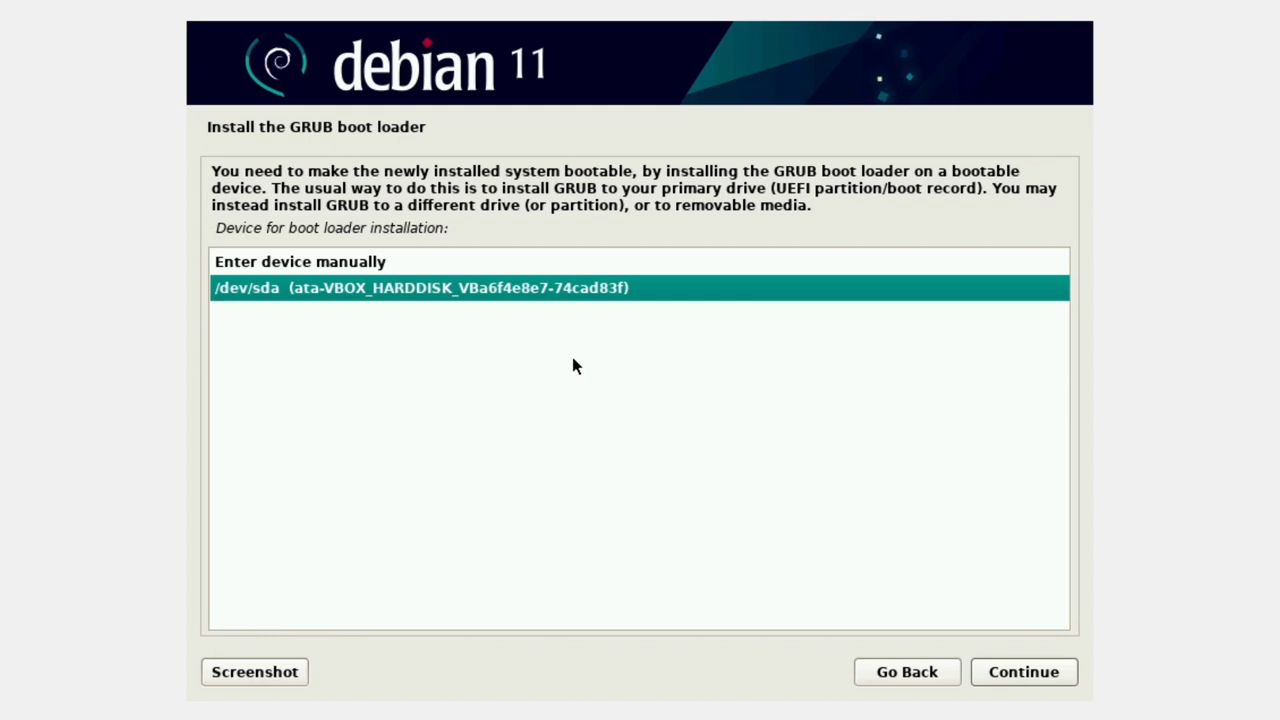 debian 11
Install the GRUB boot loader
You need to make the newly installed system bootable, by installing the GRUB boot loader on a bootable
device. The usual way to do this is to install GRUB to your primary drive (UEFI partition/boot record). You may
instead install GRUB to a different drive (or partition), or to removable media.
Device for boot loader installation:
Enter device manually
/dev/sda  (ata-VBOX_HARDDISK_VBa6f4e8e7-74cad83f)
Screenshot
Go Back
Continue